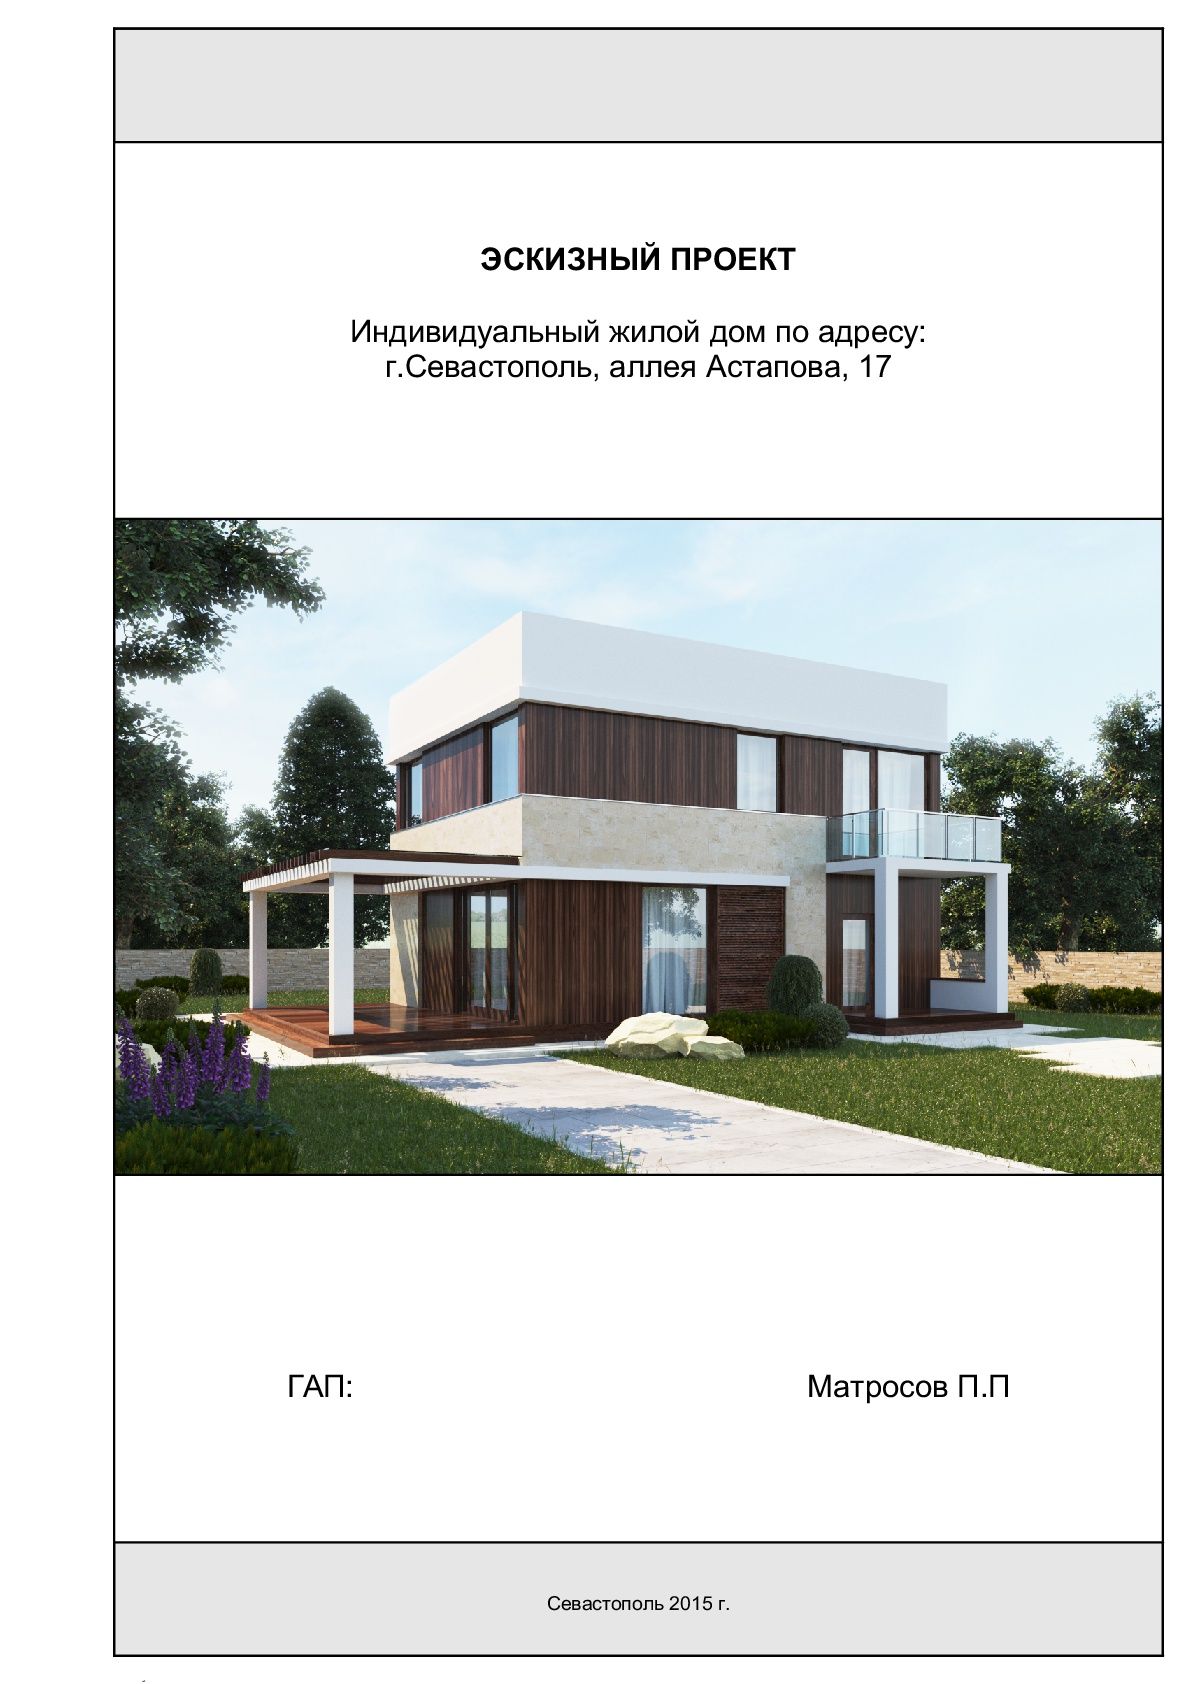 ЭСКИЗНЫЙ ПРОЕКТ
Индивидуальный жилой дом по адресу:
г.Севастополь, аллея Астапова, 17
ГАП: Матросов П.П
Севастополь 2015 г.